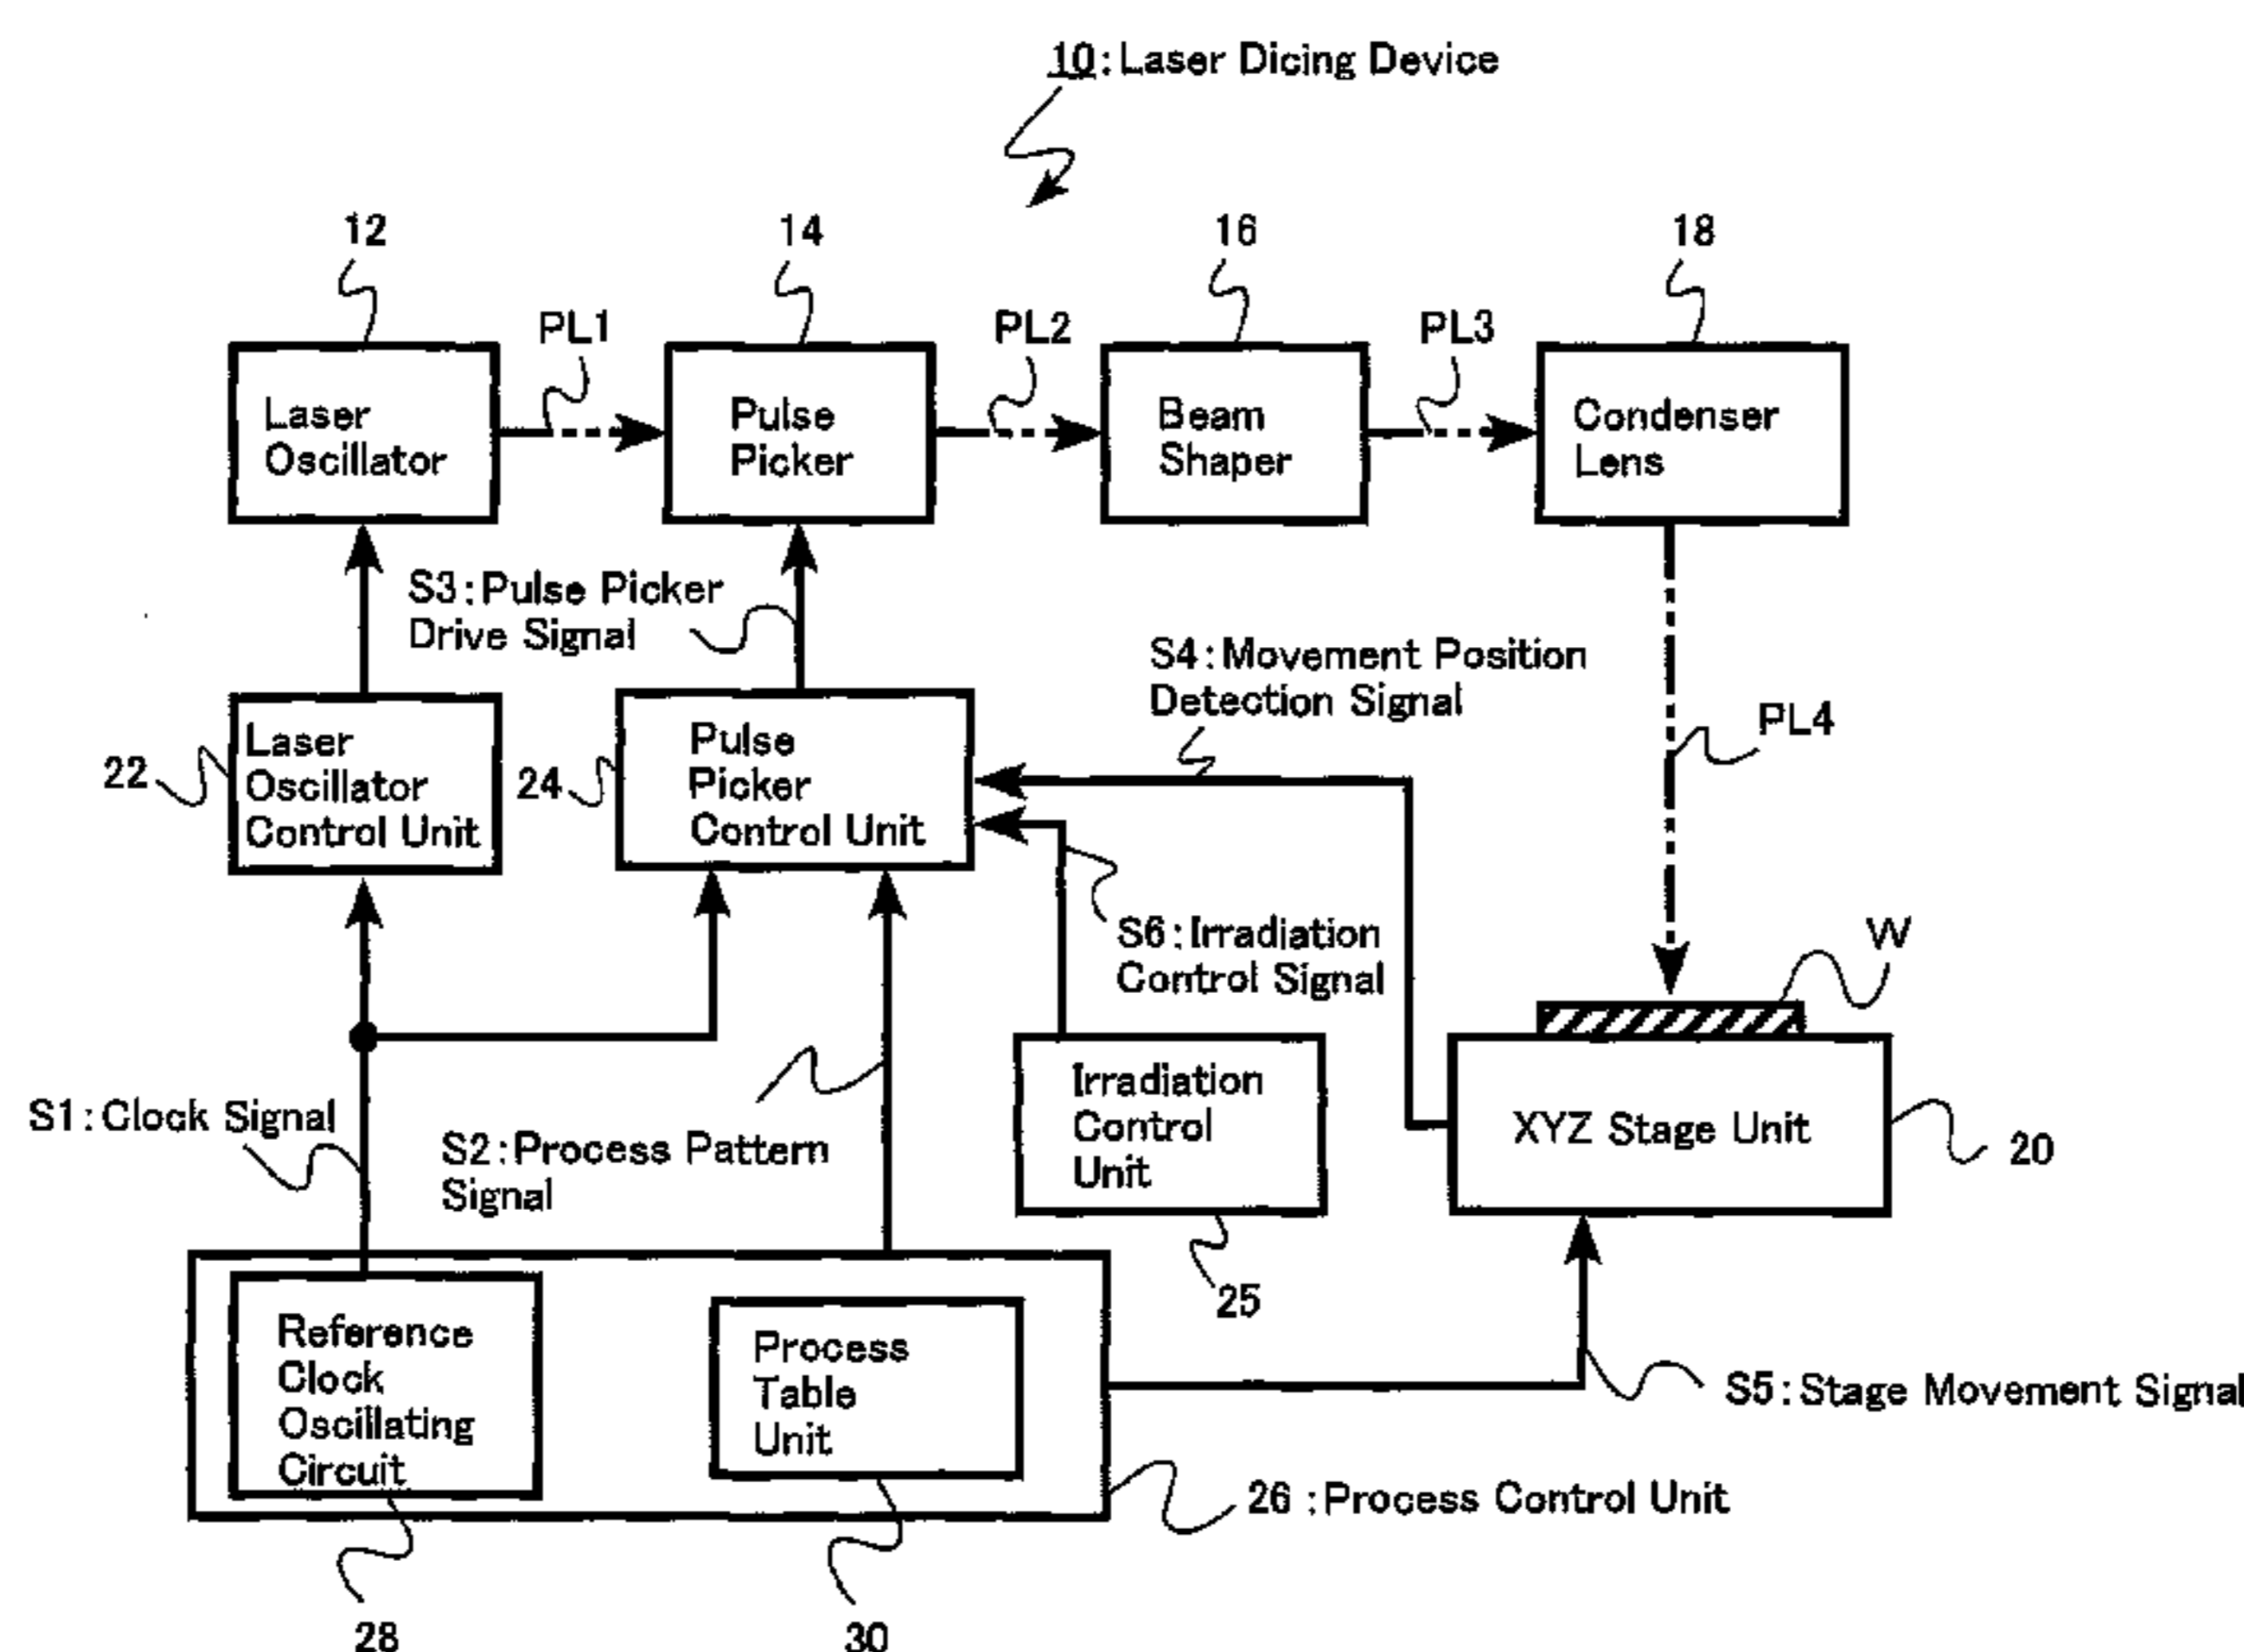 10:Laser Dicing Device
12
14
16
18
PL1
PL2
PL3
Laser
Oscillator
Pulse
Picker
Beam
Shaper
Condenser
Lens
S3:Pulse Picker
Drive Signal
S4:Movement Position
Detection Signal
PL4
22
Laser
Oscillator
Control Unit
24
Pulse
Picker
Control Unit
S6:Irradiation
Control Signal
W
S1:Clock Signal
S2:Process Pattern
Signal
Irradiation
Control
Unit
XYZ Stage Unit
20
25
Reference
Clock
Oscillating
Circuit
Process
Table
Unit
S5:Stage Movement Signal
26 :Process Control Unit
28
30